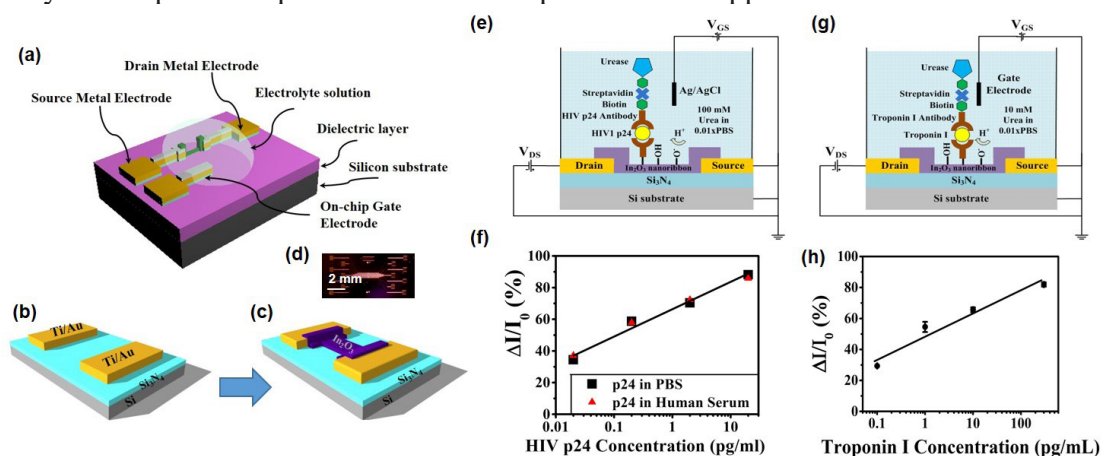 (a)
Drain Metal Electrode
Source Metal Electrode
Electrolyte solution
Dielectric layer
Silicon substrate
On-chip Gate
Electrode
(d)
2 mm
(b)
Ti/Au
Ti/Au
Si₃N₄
Si
(c)
In₂O₃
Si₃N₄
Si
(e)
V_GS
Urease
Streptavidin
Biotin
HIV p24 Antibody
HIV1 p24
Ag/AgCl
100 mM
Urea in
0.01xPBS
H⁺
OH
O⁻
V_DS
Drain
In₂O₃ nanoribbon
Source
Si₃N₄
Si substrate
(f)
ΔI/I₀ (%)
100
80
60
40
20
0
p24 in PBS
p24 in Human Serum
0.01
0.1
1
10
HIV p24 Concentration (pg/ml)
(g)
V_GS
Urease
Streptavidin
Biotin
Troponin I Antibody
Troponin I
Gate
Electrode
10 mM
Urea in
0.01xPBS
H⁺
OH
O⁻
V_DS
Drain
In₂O₃ nanoribbon
Source
Si₃N₄
Si substrate
(h)
ΔI/I₀ (%)
100
80
60
40
20
0
0.1
1
10
100
Troponin I Concentration (pg/mL)